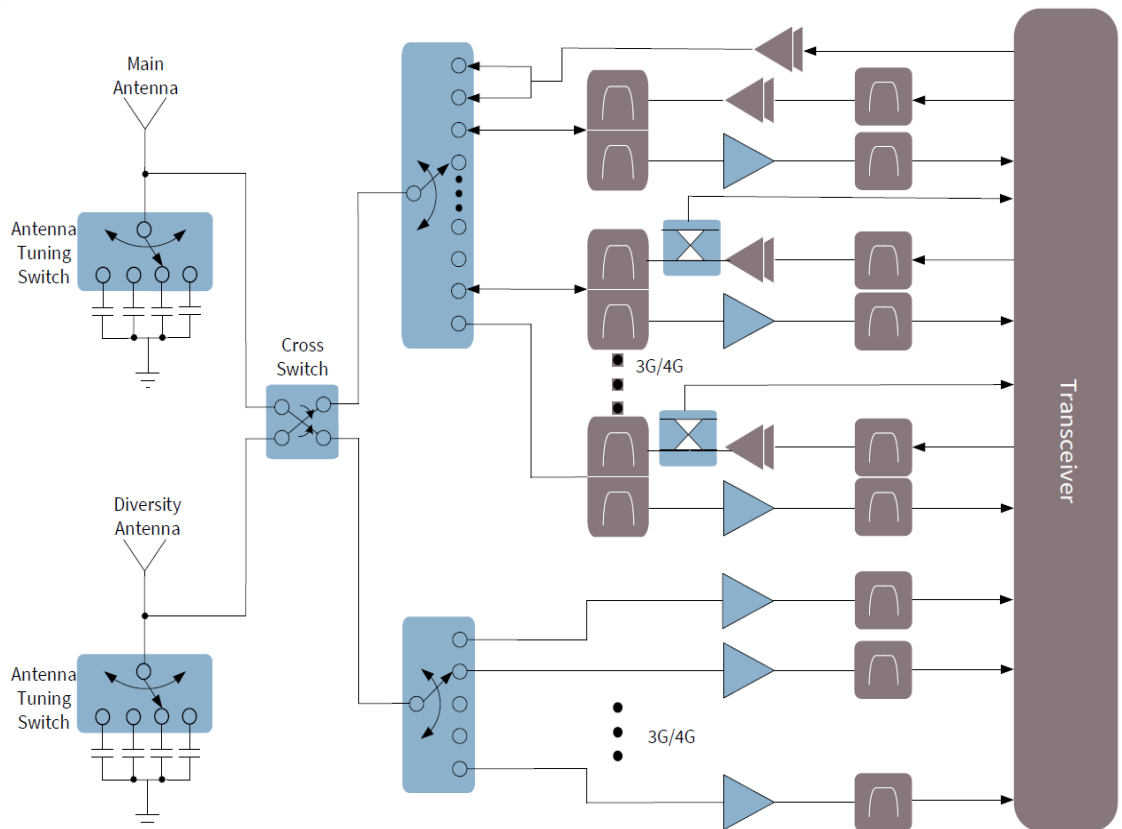 Main
Antenna
Antenna
Tuning
Switch
Cross
Switch
3G/4G
Diversity
Antenna
Antenna
Tuning
Switch
3G/4G
Transceiver